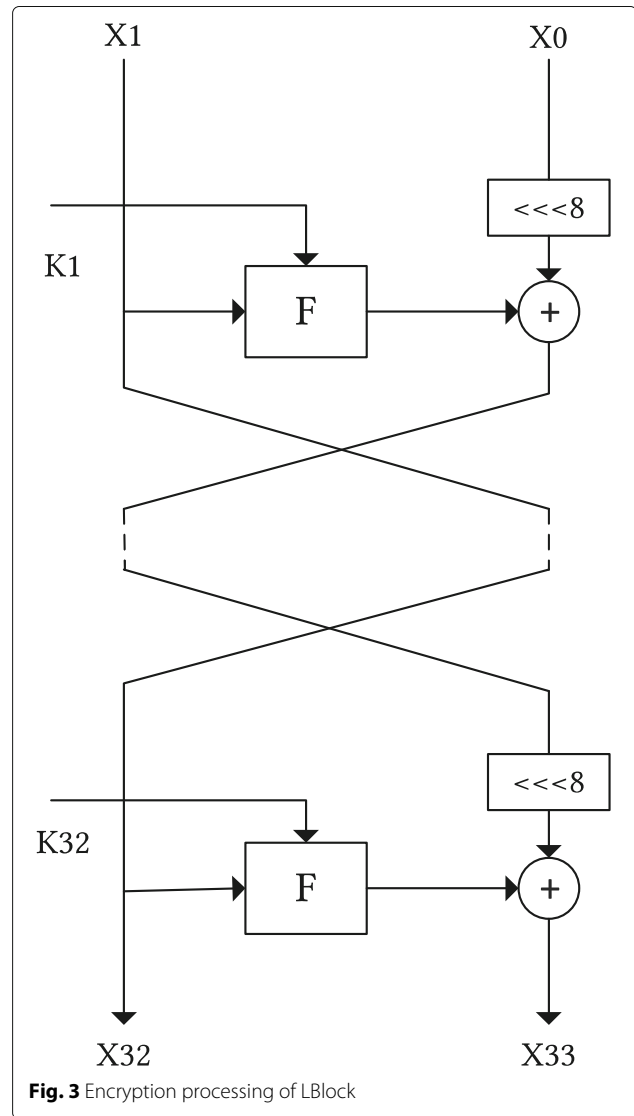 X1 X0
<<<8
K1
F
+
<<<8
K32
F
+
X32 X33
Fig. 3 Encryption processing of LBlock